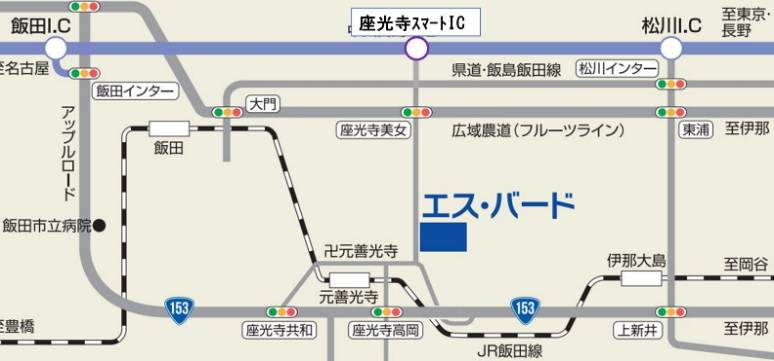 飯田I.C
座光寺ｽﾏｰﾄIC
松川I.C
至東京・
長野
至名古屋
飯田インター
県道・飯島飯田線
松川インター
大門
座光寺美女
広域農道(フルーツライン)
東浦
至伊那
アップルロード
飯田
飯田市立病院
エス・バード
卍元善光寺
元善光寺
伊那大島
至岡谷
153
153
座光寺共和
座光寺高岡
上新井
至伊那
至豊橋
JR飯田線